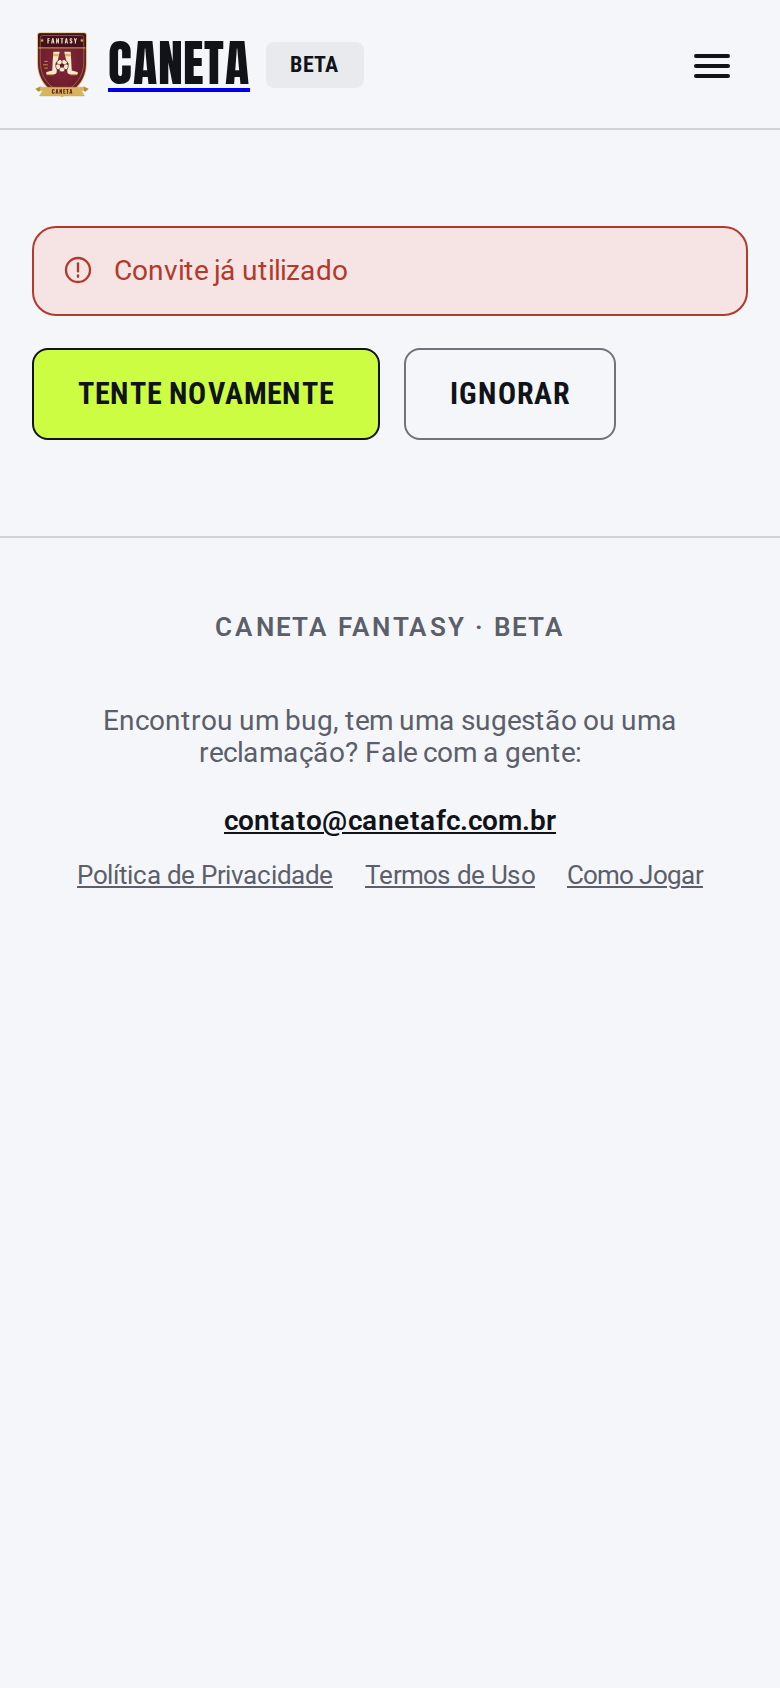 FANTASY
CANETA
CANETA
BETA
Convite já utilizado
TENTE NOVAMENTE
IGNORAR
CANETA FANTASY · BETA
Encontrou um bug, tem uma sugestão ou uma
reclamação? Fale com a gente:
contato@canetafc.com.br
Política de Privacidade
Termos de Uso
Como Jogar